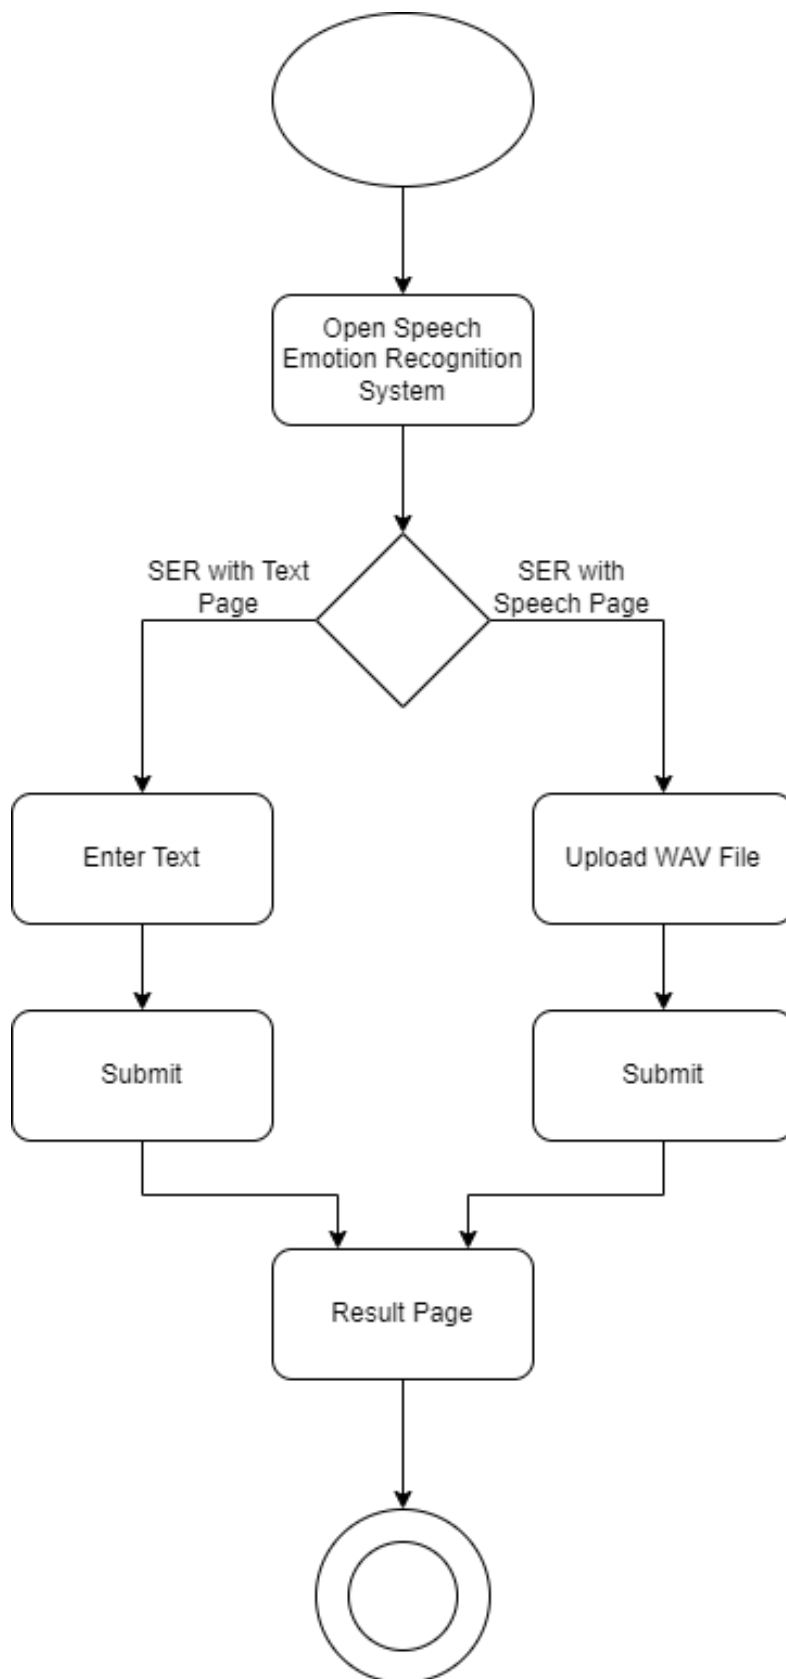 Open Speech
Emotion Recognition
System
SER with Text
Page
SER with
Speech Page
Enter Text
Upload WAV File
Submit
Submit
Result Page